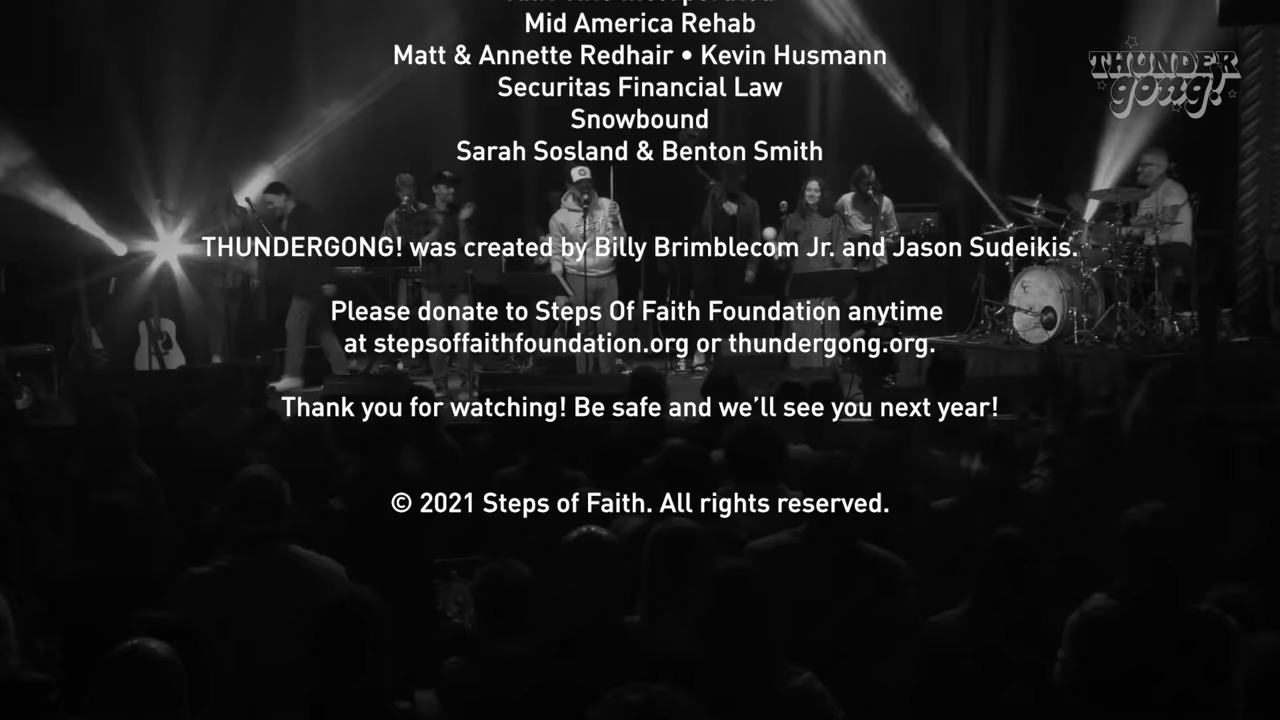 Mid America Rehab
Matt & Annette Redhair • Kevin Husmann
Securitas Financial Law
Snowbound
Sarah Sosland & Benton Smith
THUNDERGONG! was created by Billy Brimblecom Jr. and Jason Sudeikis.
Please donate to Steps Of Faith Foundation anytime
at stepsoffaithfoundation.org or thundergong.org.
Thank you for watching! Be safe and we’ll see you next year!
© 2021 Steps of Faith. All rights reserved.
THUNDER
gong!